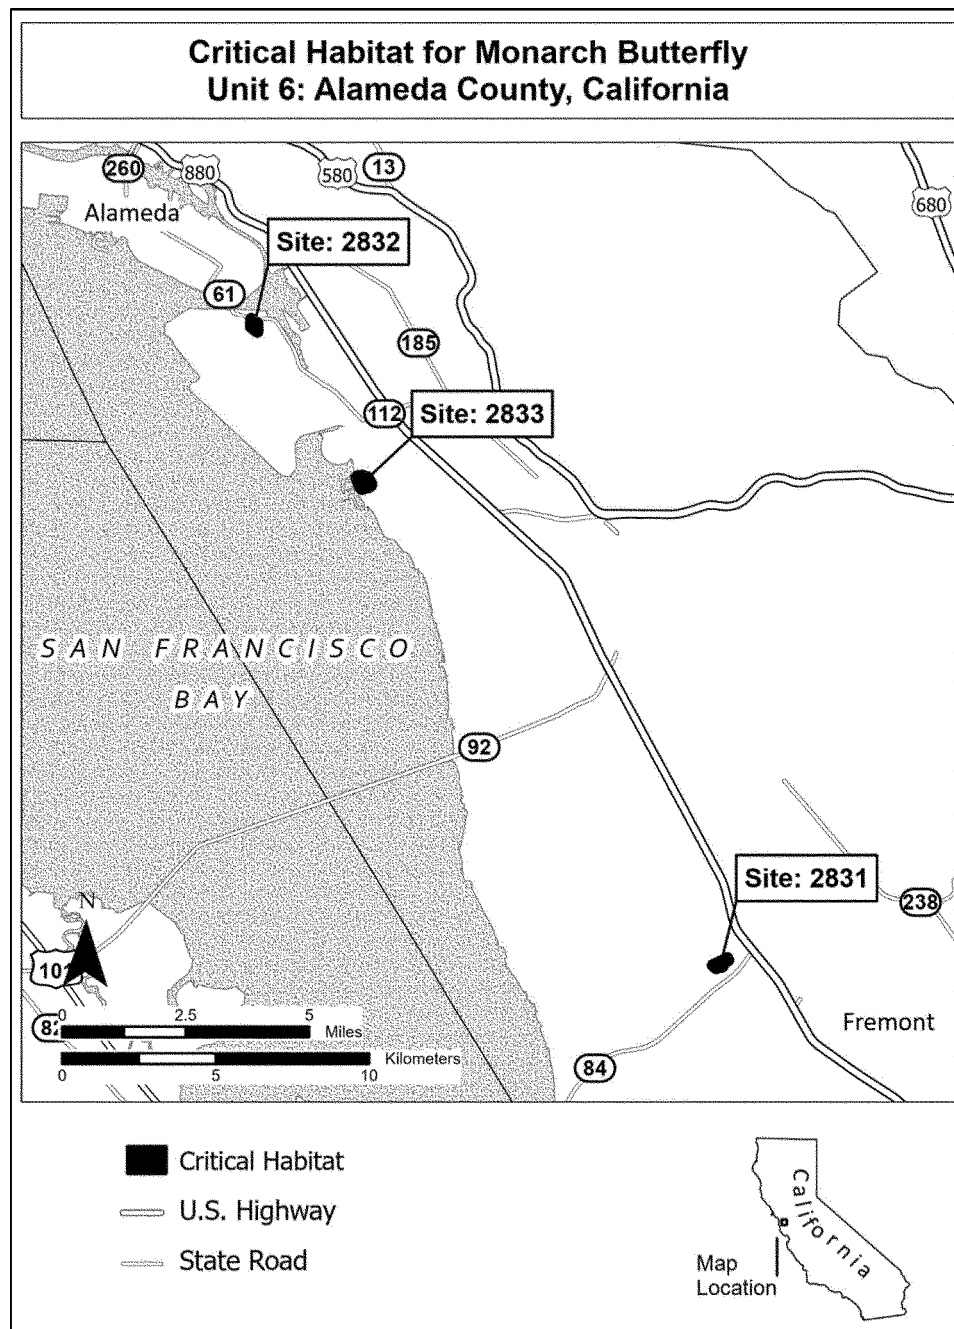 Critical Habitat for Monarch Butterfly
Unit 6: Alameda County, California
260
880
580
13
680
Alameda
Site: 2832
61
185
112
Site: 2833
SAN FRANCISCO
BAY
92
Site: 2831
238
N
101
82
0 2.5 5
Miles
Kilometers
0 5 10
Fremont
84
Critical Habitat
U.S. Highway
State Road
California
Map
Location